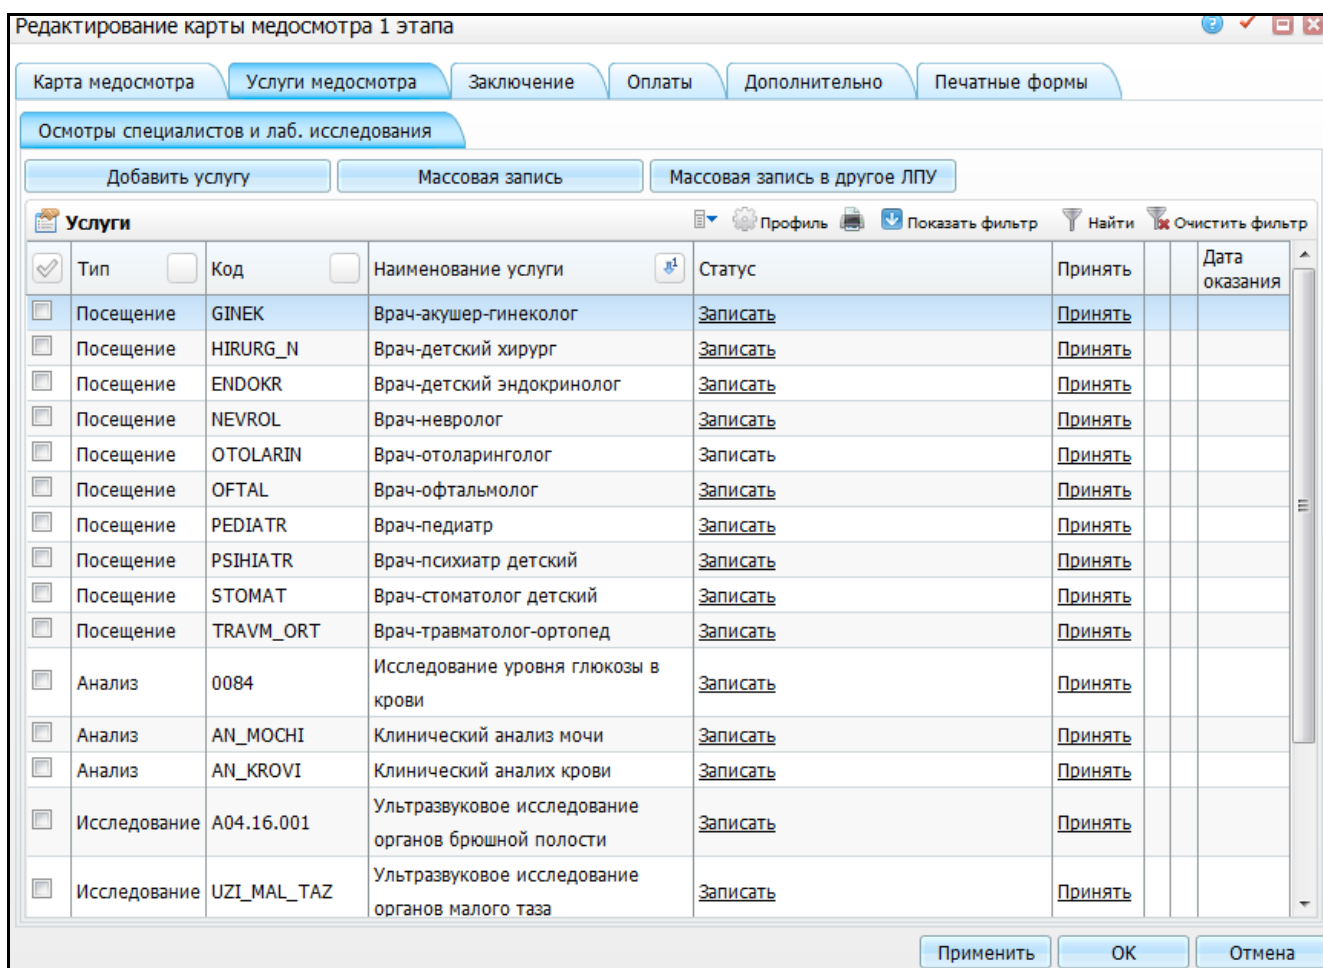 Редактирование карты медосмотра 1 этапа
Карта медосмотра Услуги медосмотра Заключение Оплаты Дополнительно Печатные формы
Осмотры специалистов и лаб. исследования
Добавить услугу Массовая запись Массовая запись в другое ЛПУ
Услуги Профиль Показать фильтр Найти Очистить фильтр
Тип Код Наименование услуги 1 Статус Принять Дата
оказания
Посещение GINEK Врач-акушер-гинеколог Записать Принять
Посещение HIRURG_N Врач-детский хирург Записать Принять
Посещение ENDOKR Врач-детский эндокринолог Записать Принять
Посещение NEVROL Врач-невролог Записать Принять
Посещение OTOLARIN Врач-отоларинголог Записать Принять
Посещение OFTAL Врач-офтальмолог Записать Принять
Посещение PEDIATR Врач-педиатр Записать Принять
Посещение PSIHIATR Врач-психиатр детский Записать Принять
Посещение STOMAT Врач-стоматолог детский Записать Принять
Посещение TRAVM_ORT Врач-травматолог-ортопед Записать Принять
Анализ 0084 Исследование уровня глюкозы в
крови Записать Принять
Анализ AN_MOCHI Клинический анализ мочи Записать Принять
Анализ AN_KROVI Клинический аналих крови Записать Принять
Исследование A04.16.001 Ультразвуковое исследование
органов брюшной полости Записать Принять
Исследование UZI_MAL_TAZ Ультразвуковое исследование
органов малого таза Записать Принять
Применить ОК Отмена